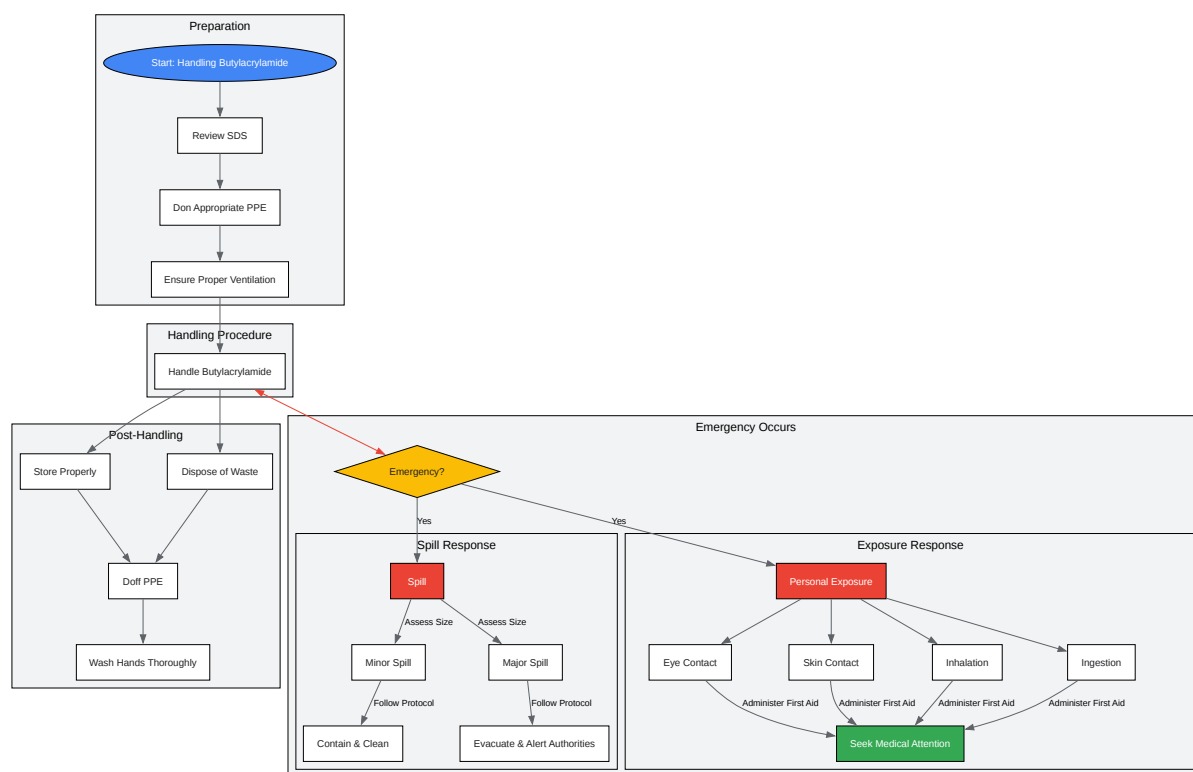 Preparation
Start: Handling Butylacrylamide
Review SDS
Don Appropriate PPE
Ensure Proper Ventilation
Handling Procedure
Handle Butylacrylamide
Post-Handling
Store Properly
Dispose of Waste
Doff PPE
Wash Hands Thoroughly
Emergency Occurs
Emergency?
Yes
Yes
Spill Response
Spill
Assess Size
Assess Size
Minor Spill
Major Spill
Follow Protocol
Follow Protocol
Contain & Clean
Evacuate & Alert Authorities
Exposure Response
Personal Exposure
Eye Contact
Skin Contact
Inhalation
Ingestion
Administer First Aid
Administer First Aid
Administer First Aid
Administer First Aid
Seek Medical Attention